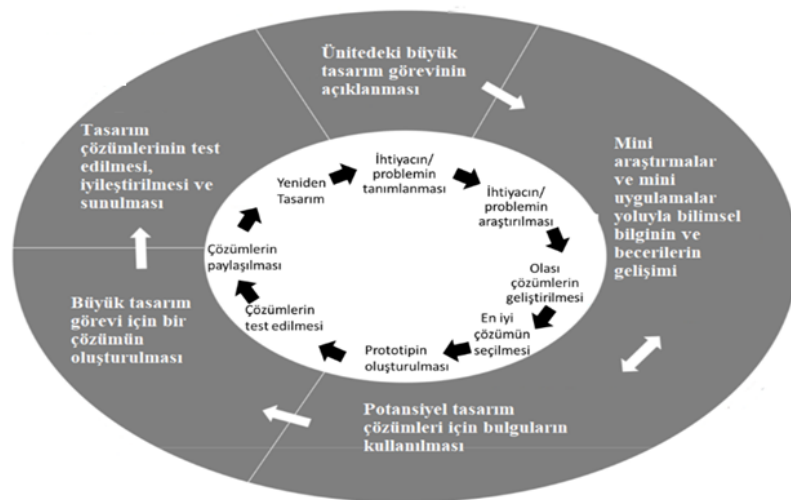 Ünitedeki büyük
tasarım görevinin
açıklanması
Mini
araştırmalar
ve mini
uygulamalar
yoluyla bilimsel
bilginin ve
becerilerin
gelişimi
Potansiyel tasarım
çözümleri için bulguların
kullanılması
Büyük tasarım
görevi için bir
çözümün
oluşturulması
Tasarım
çözümlerinin test
edilmesi,
iyileştirilmesi ve
sunulması
İhtiyacın/
problemin
tanımlanması
İhtiyacın/
problemin
araştırılması
Olası
çözümlerin
geliştirilmesi
En iyi
çözümün
seçilmesi
Prototipin
oluşturulması
Çözümlerin
test edilmesi
Çözümlerin
paylaşılması
Yeniden
Tasarım